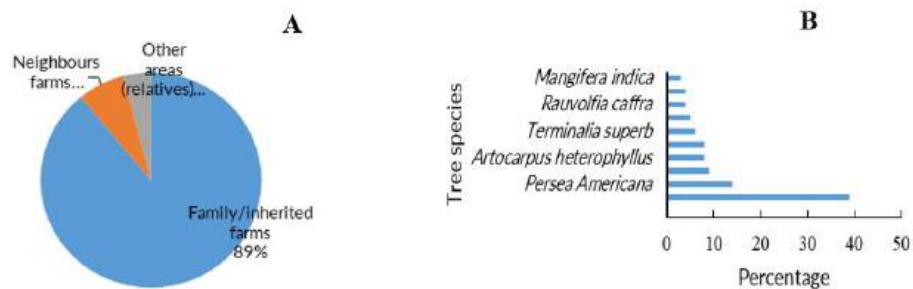 A
Neighbours
farms...
Other
areas
(relatives)...
Family/inherited
farms
89%
B
Tree species
Mangifera indica
Rauvolfia caffra
Terminalia superb
Artocarpus heterophyllus
Persea Americana
0 10 20 30 40 50
Percentage